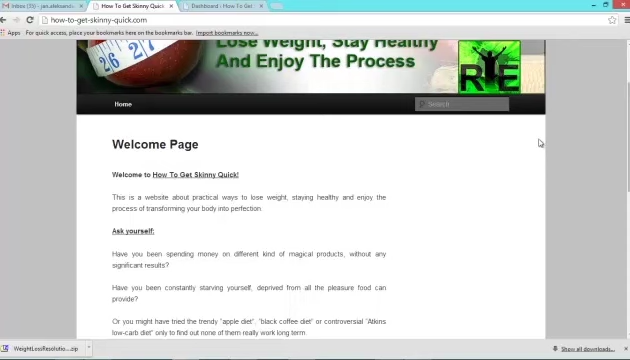 Inbox (55) - jan.aleksand
How To Get Skinny Quick
Dashboard ‹ How To Get
how-to-get-skinny-quick.com
Apps
For quick access, place your bookmarks here on the bookmarks bar. Import bookmarks now...
26 27
Lose Weight, Stay Healthy
And Enjoy The Process
R E
Home
Search
Welcome Page
Welcome to How To Get Skinny Quick!
This is a website about practical ways to lose weight, staying healthy and enjoy the
process of transforming your body into perfection.
Ask yourself:
Have you been spending money on different kind of magical products, without any
significant results?
Have you been constantly starving yourself, deprived from all the pleasure food can
provide?
Or you might have tried the trendy "apple diet", "black coffee diet" or controversial "Atkins
low-carb diet" only to find out none of them really work long term.
WeightLossResolutio....zip
Show all downloads...